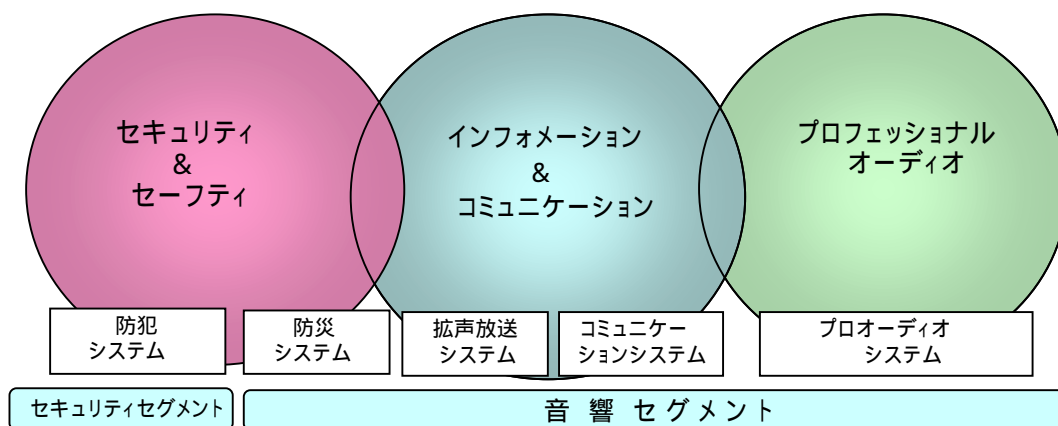 セキュリティ
&
セーフティ
インフォメーション
&
コミュニケーション
プロフェッショナル
オーディオ
防犯
システム
防災
システム
拡声放送
システム
コミュニケー
ションシステム
プロオーディオ
システム
セキュリティセグメント
音 響 セグメント